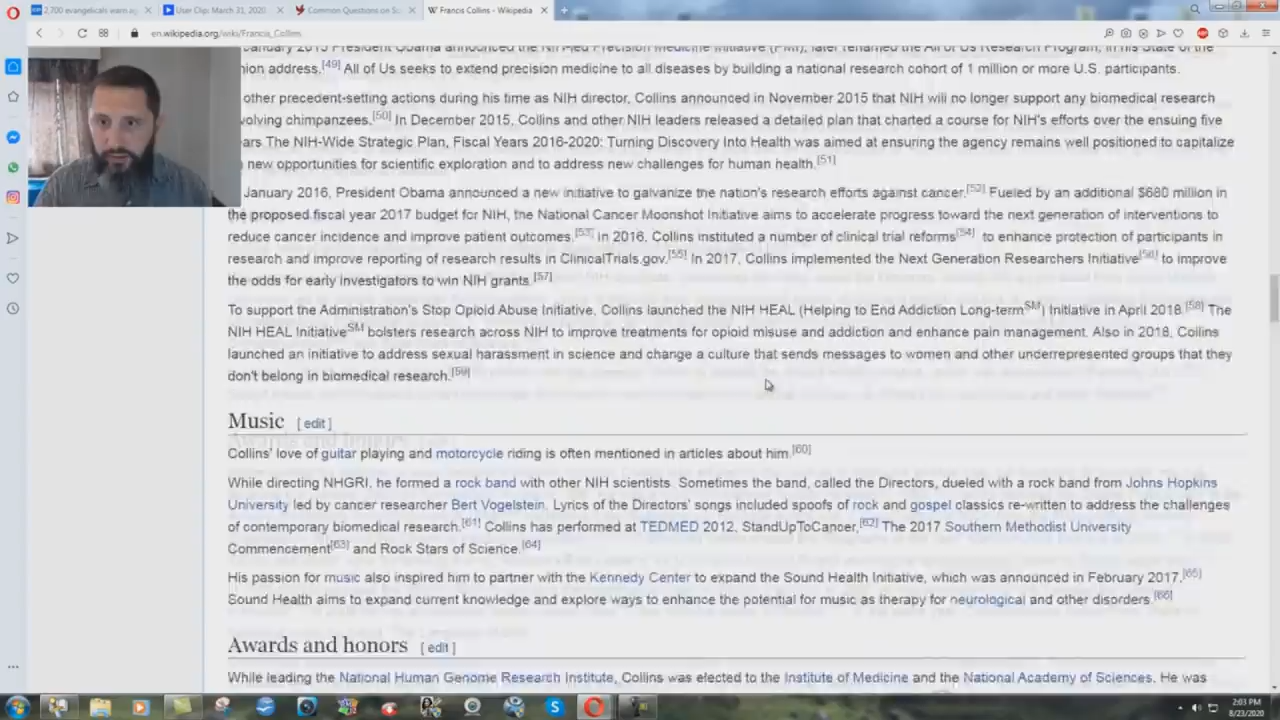 2,700 evangelicals warn ag
User Clip: March 31, 2020
Common Questions on Sc
Francis Collins - Wikipedia
en.wikipedia.org/wiki/Francis_Collins
anuary 2015 President Obama announced the NIH-led Precision Medicine Initiative (PMI), later renamed the All of Us Research Program, in his State of the
nion address.[49] All of Us seeks to extend precision medicine to all diseases by building a national research cohort of 1 million or more U.S. participants.
other precedent-setting actions during his time as NIH director, Collins announced in November 2015 that NIH will no longer support any biomedical research
volving chimpanzees.[50] In December 2015, Collins and other NIH leaders released a detailed plan that charted a course for NIH's efforts over the ensuing five
ears The NIH-Wide Strategic Plan, Fiscal Years 2016-2020: Turning Discovery Into Health was aimed at ensuring the agency remains well positioned to capitalize
new opportunities for scientific exploration and to address new challenges for human health.[51]
January 2016, President Obama announced a new initiative to galvanize the nation's research efforts against cancer.[52] Fueled by an additional $680 million in
the proposed fiscal year 2017 budget for NIH, the National Cancer Moonshot Initiative aims to accelerate progress toward the next generation of interventions to
reduce cancer incidence and improve patient outcomes.[53] In 2016, Collins instituted a number of clinical trial reforms[54] to enhance protection of participants in
research and improve reporting of research results in ClinicalTrials.gov.[55] In 2017, Collins implemented the Next Generation Researchers Initiative[56] to improve
the odds for early investigators to win NIH grants.[57]
To support the Administration's Stop Opioid Abuse Initiative, Collins launched the NIH HEAL (Helping to End Addiction Long-termSM) Initiative in April 2018.[58] The
NIH HEAL InitiativeSM bolsters research across NIH to improve treatments for opioid misuse and addiction and enhance pain management. Also in 2018, Collins
launched an initiative to address sexual harassment in science and change a culture that sends messages to women and other underrepresented groups that they
don't belong in biomedical research.[59]
Music [ edit ]
Collins' love of guitar playing and motorcycle riding is often mentioned in articles about him.[60]
While directing NHGRI, he formed a rock band with other NIH scientists. Sometimes the band, called the Directors, dueled with a rock band from Johns Hopkins
University led by cancer researcher Bert Vogelstein. Lyrics of the Directors' songs included spoofs of rock and gospel classics re-written to address the challenges
of contemporary biomedical research.[61] Collins has performed at TEDMED 2012, StandUpToCancer,[62] The 2017 Southern Methodist University
Commencement[63] and Rock Stars of Science.[64]
His passion for music also inspired him to partner with the Kennedy Center to expand the Sound Health Initiative, which was announced in February 2017.[65]
Sound Health aims to expand current knowledge and explore ways to enhance the potential for music as therapy for neurological and other disorders.[66]
Awards and honors [ edit ]
While leading the National Human Genome Research Institute, Collins was elected to the Institute of Medicine and the National Academy of Sciences. He was
2:03 PM
8/23/2020